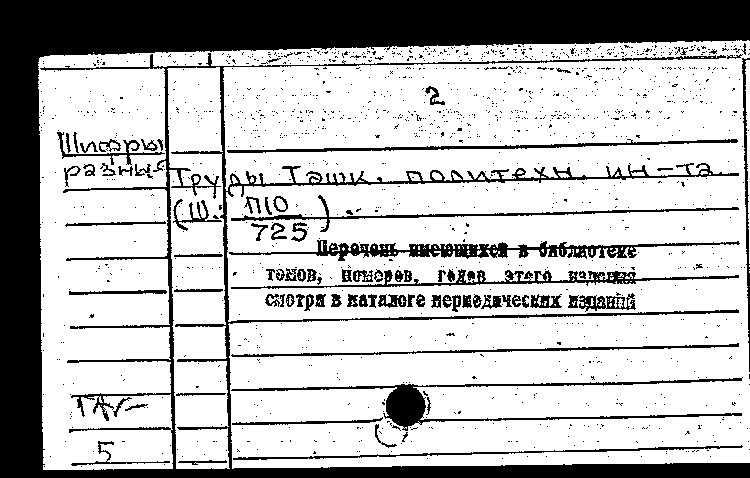 2
Шифры
разные
Труды Ташк. политехн. ин-та
(Ш. П10
725).
Перечень имеющихся в библиотеке
томов, номеров, годов этого издания
смотри в каталоге периодических изданий
5